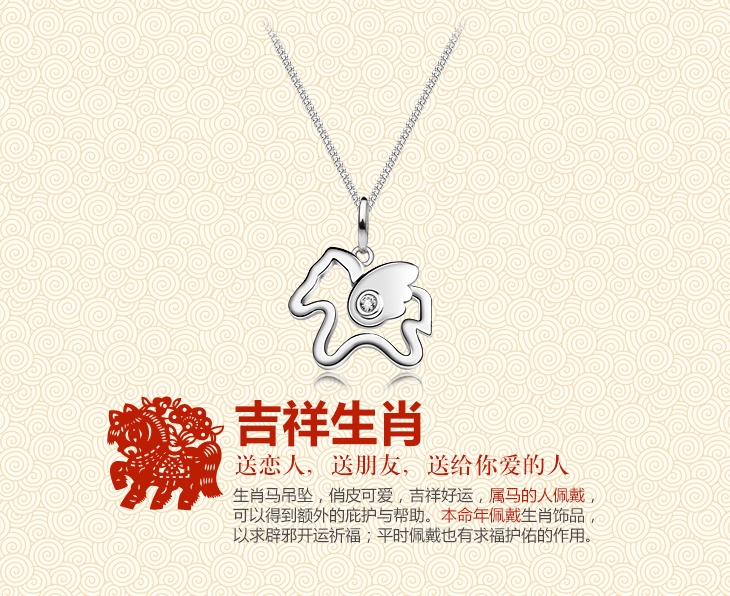 吉祥生肖
送恋人，送朋友，送给你爱的人
生肖马吊坠，俏皮可爱，吉祥好运，属马的人佩戴，
可以得到额外的庇护与帮助。本命年佩戴生肖饰品，
以求辟邪开运祈福；平时佩戴也有求福护佑的作用。